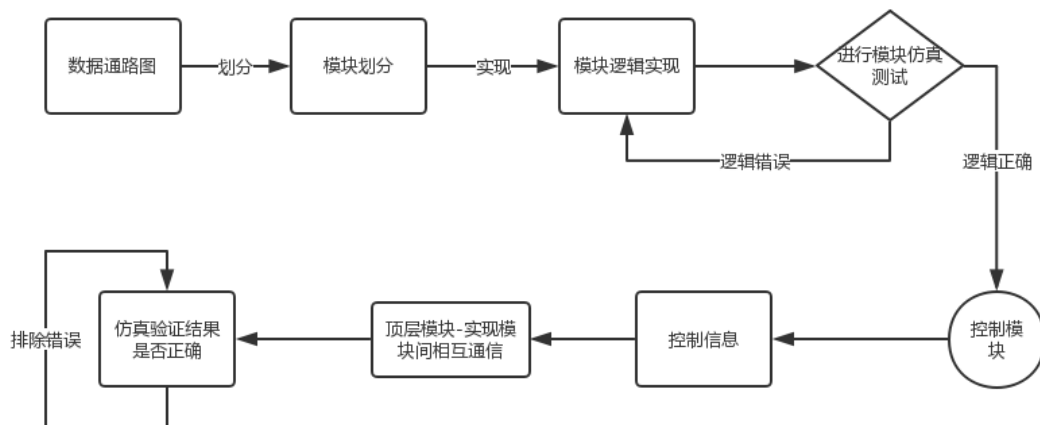 数据通路图
划分
模块划分
实现
模块逻辑实现
进行模块仿真
测试
逻辑错误
逻辑正确
排除错误
仿真验证结果
是否正确
顶层模块-实现模
块间相互通信
控制信息
控制模
块